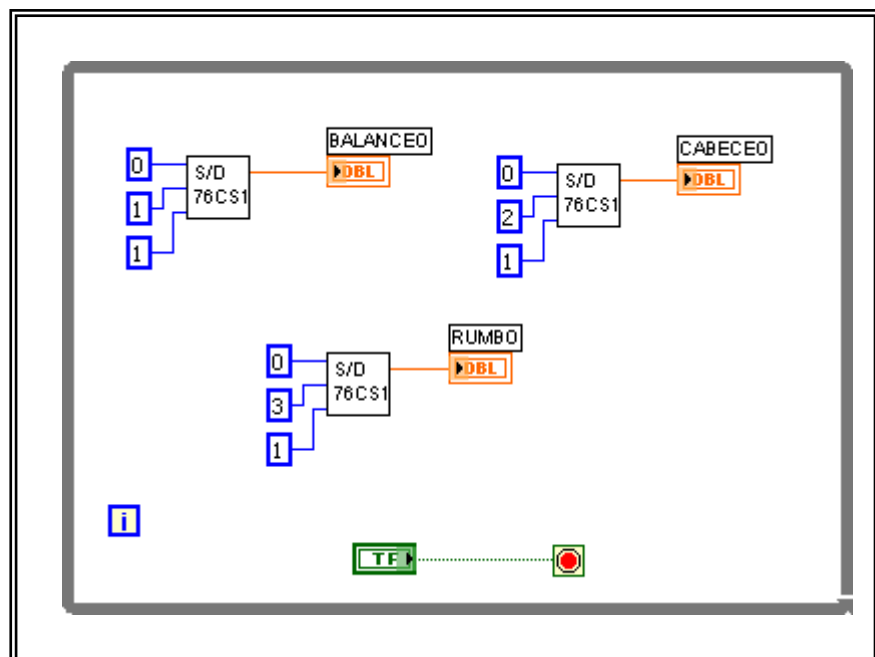 BALANCEO
0
S/D
76CS1
DBL
1
1
CABECEO
0
S/D
76CS1
DBL
2
1
RUMBO
0
S/D
76CS1
DBL
3
1
i
TF